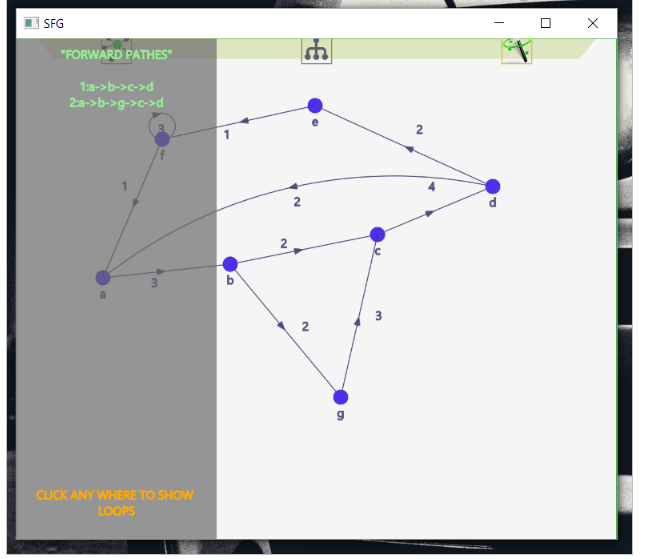 SFG
"FORWARD PATHES"
1:a->b->c->d
2:a->b->g->c->d
e
3
1
2
f
1
4
2
d
2
c
3
b
a
2
3
g
CLICK ANY WHERE TO SHOW
LOOPS